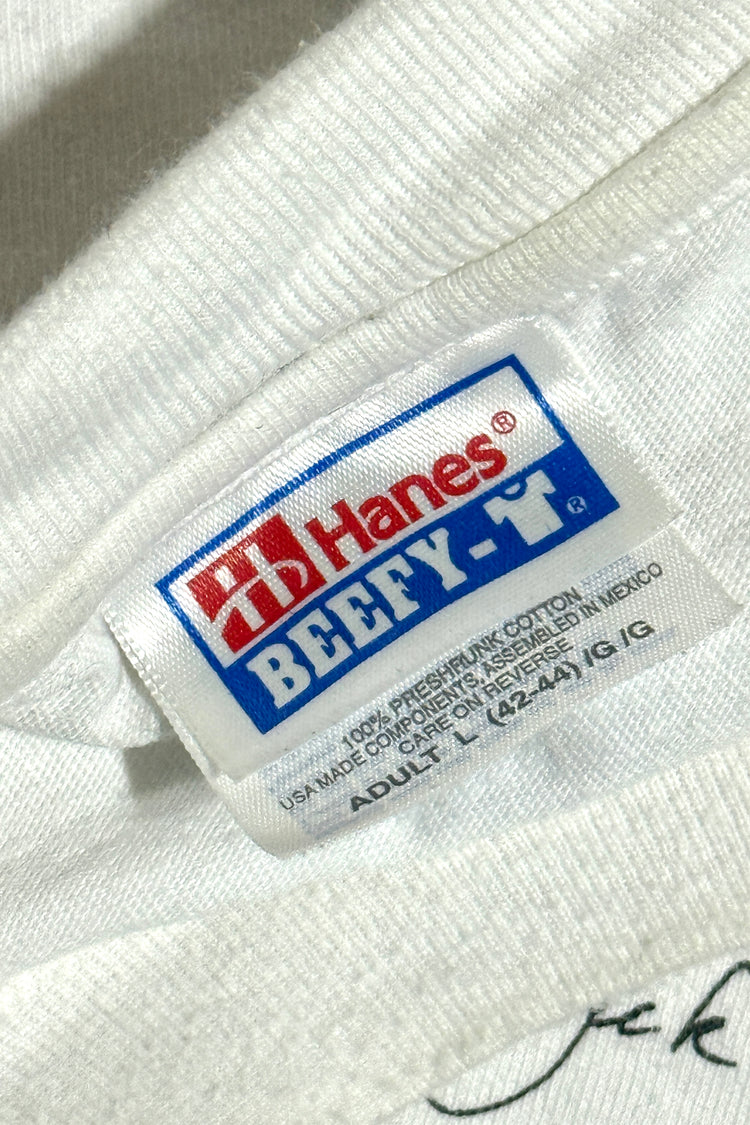 Hanes®
BEEFY-T®
100% PRESHRUNK COTTON
USA MADE COMPONENTS, ASSEMBLED IN MEXICO
CARE ON REVERSE
ADULT L (42-44) /G /G